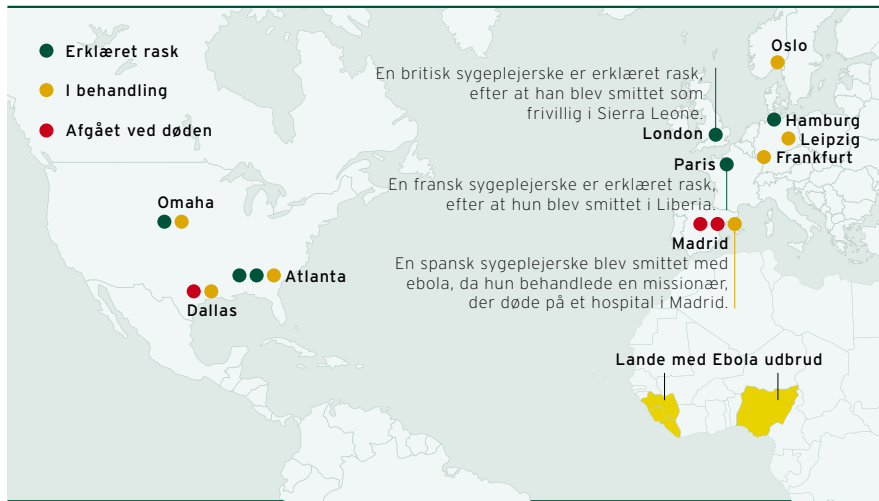 Erklæret rask
I behandling
Afgået ved døden
Oslo
En britisk sygeplejerske er erklæret rask,
efter at han blev smittet som
frivillig i Sierra Leone.
London
Hamburg
Leipzig
Frankfurt
Paris
En fransk sygeplejerske er erklæret rask,
efter at hun blev smittet i Liberia.
Omaha
Madrid
En spansk sygeplejerske blev smittet med
ebola, da hun behandlede en missionær,
der døde på et hospital i Madrid.
Atlanta
Dallas
Lande med Ebola udbrud